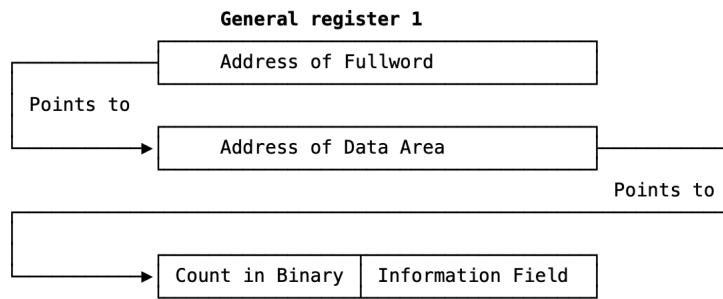 General register 1
Address of Fullword
Points to
Address of Data Area
Points to
Count in Binary Information Field